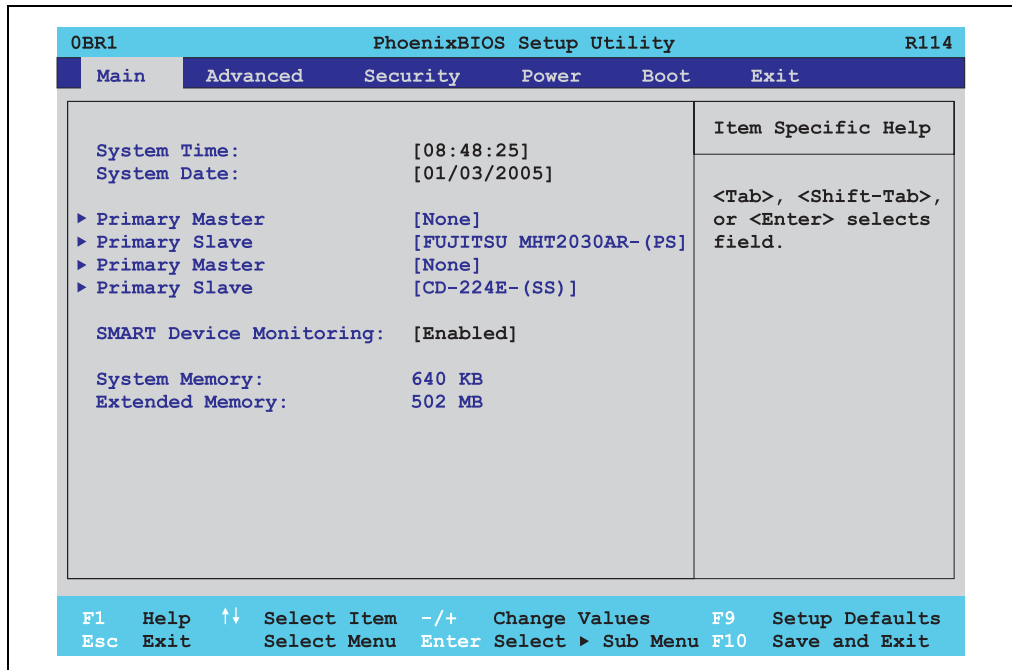 0BR1 PhoenixBIOS Setup Utility R114
Main Advanced Security Power Boot Exit
Item Specific Help
System Time: [08:48:25]
System Date: [01/03/2005]
<Tab>, <Shift-Tab>,
▶ Primary Master [None] or <Enter> selects
▶ Primary Slave [FUJITSU MHT2030AR-(PS] field.
▶ Primary Master [None]
▶ Primary Slave [CD-224E-(SS)]
SMART Device Monitoring: [Enabled]
System Memory: 640 KB
Extended Memory: 502 MB
F1 Help ↑↓ Select Item -/+ Change Values F9 Setup Defaults
Esc Exit Select Menu Enter Select ▶ Sub Menu F10 Save and Exit